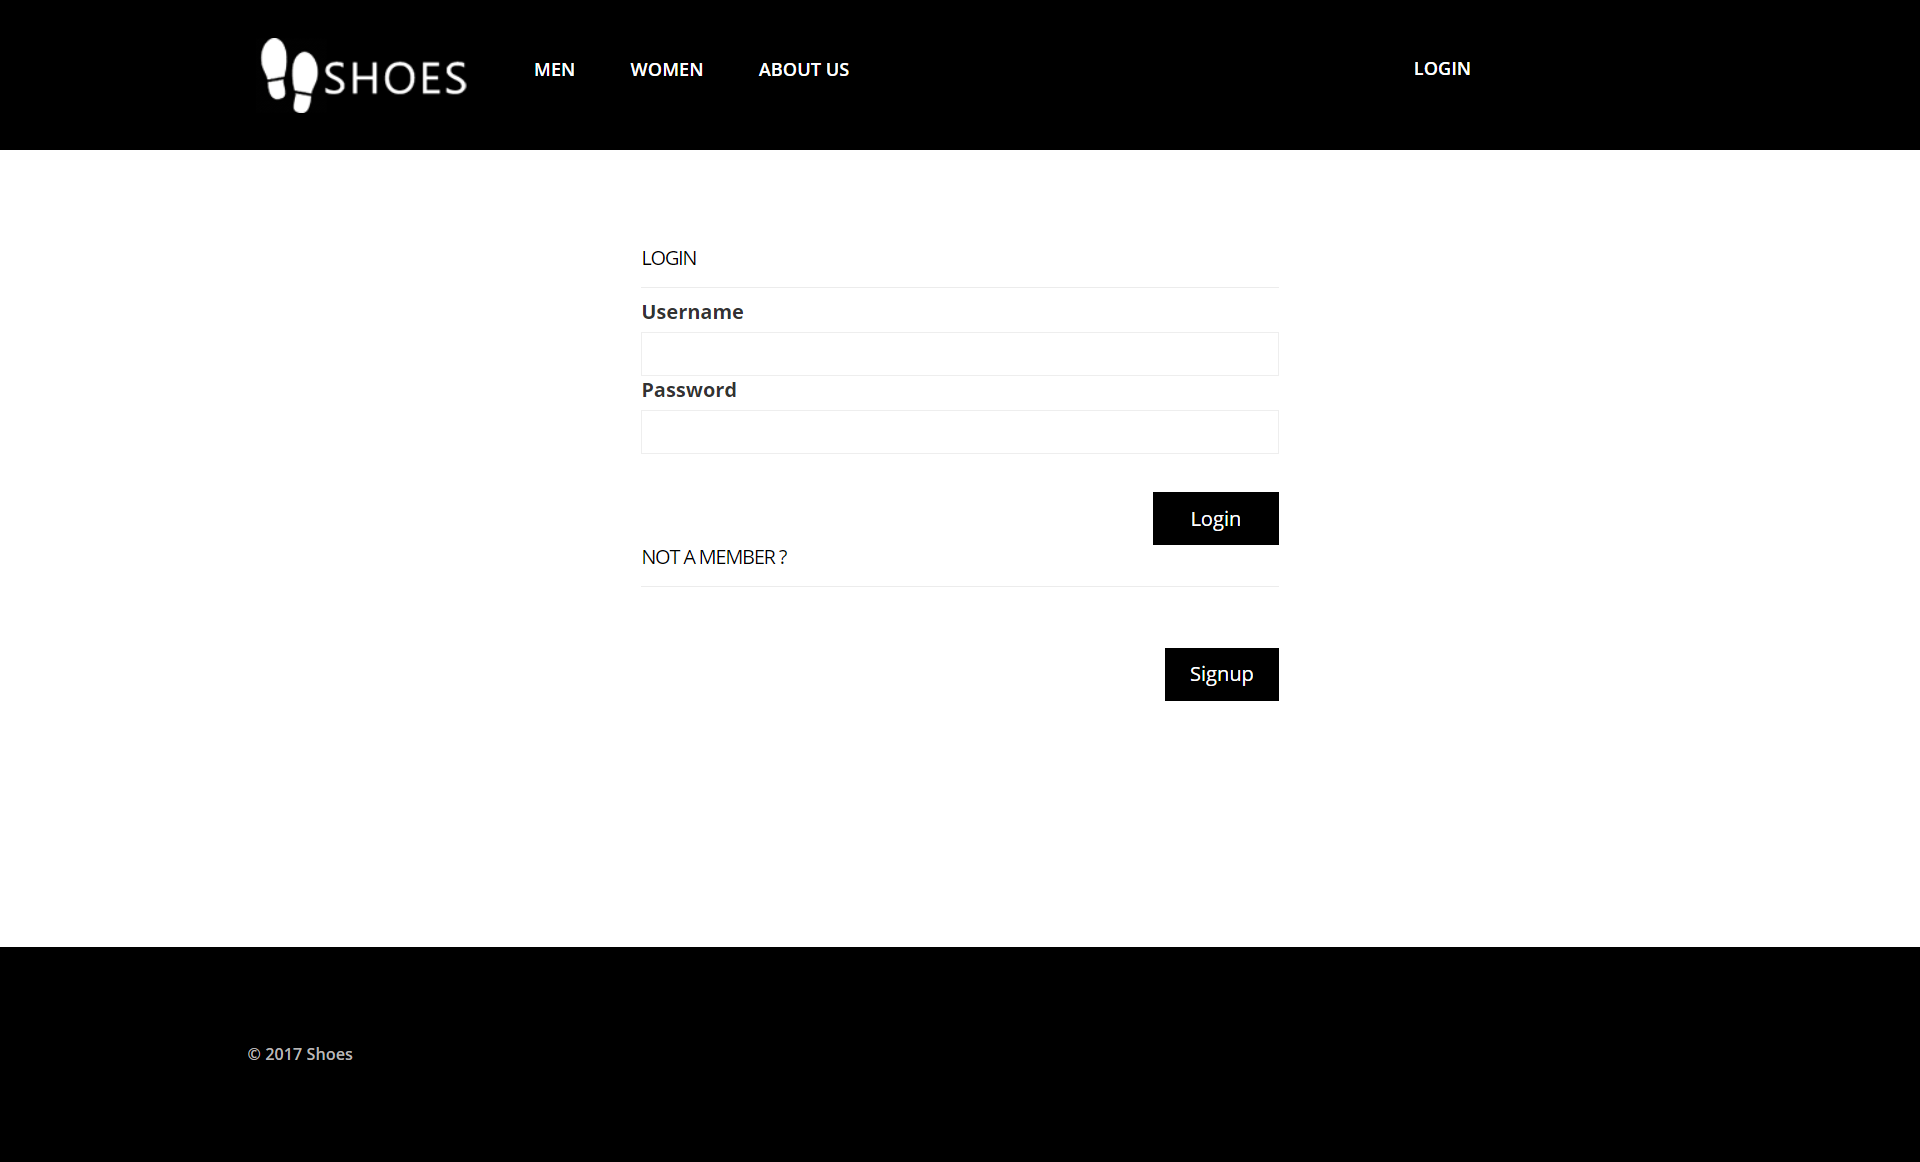 SHOES MEN WOMEN ABOUT US LOGIN
LOGIN
Username
Password
Login
NOT A MEMBER ?
Signup
© 2017 Shoes